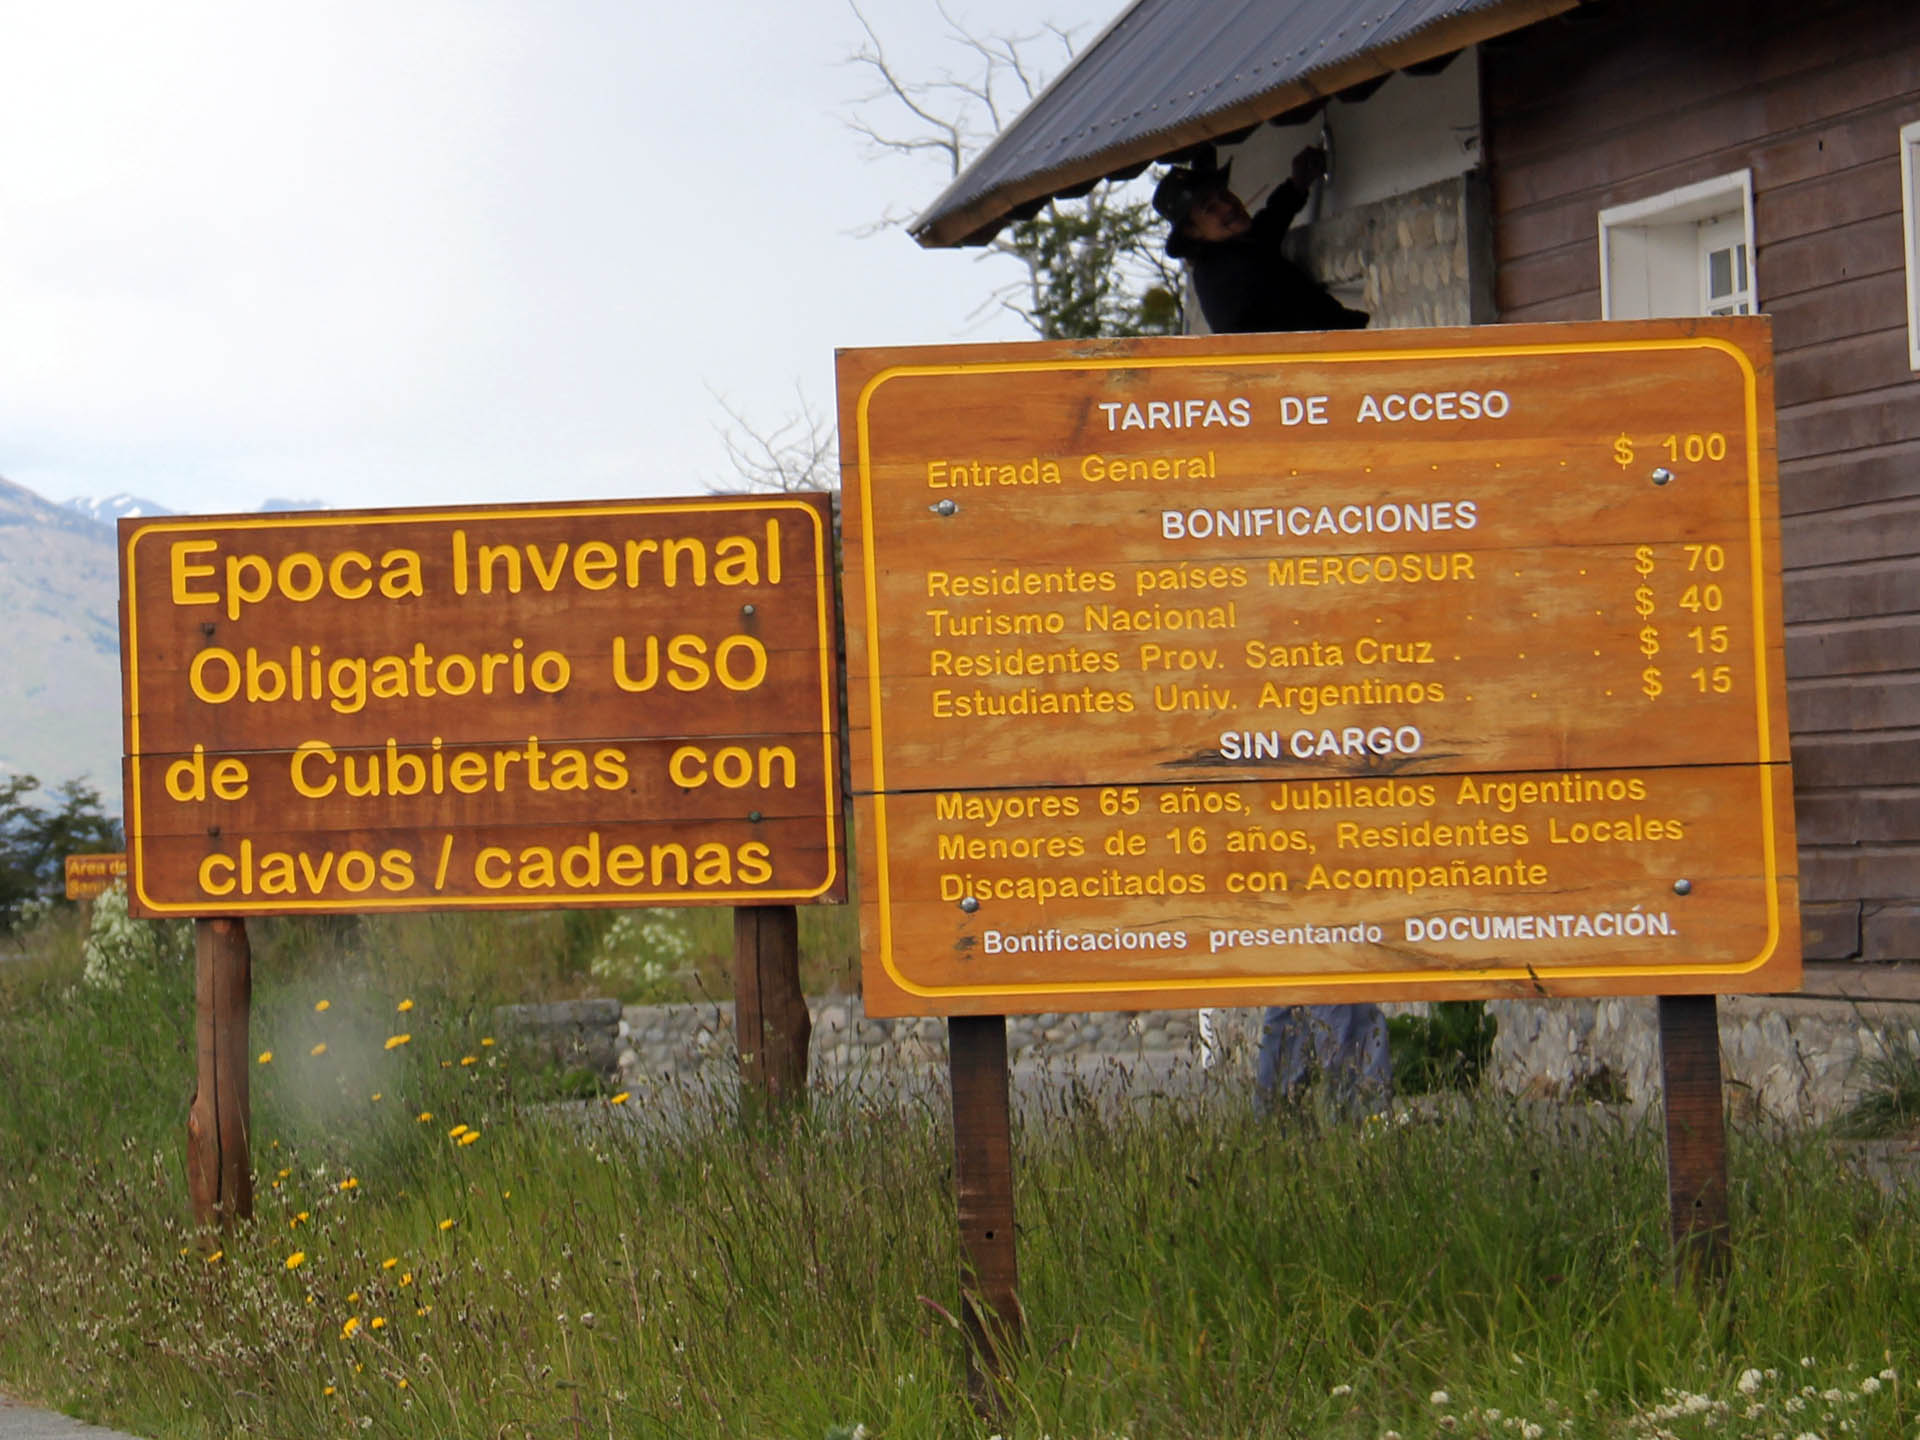 Epoca Invernal
Obligatorio USO
de Cubiertas con
clavos / cadenas
TARIFAS DE ACCESO
Entrada General . . . . . $ 100
BONIFICACIONES
Residentes países MERCOSUR . . $ 70
Turismo Nacional . . . . . $ 40
Residentes Prov. Santa Cruz . . . $ 15
Estudiantes Univ. Argentinos . . . $ 15
SIN CARGO
Mayores 65 años, Jubilados Argentinos
Menores de 16 años, Residentes Locales
Discapacitados con Acompañante
Bonificaciones presentando DOCUMENTACIÓN.
Area de